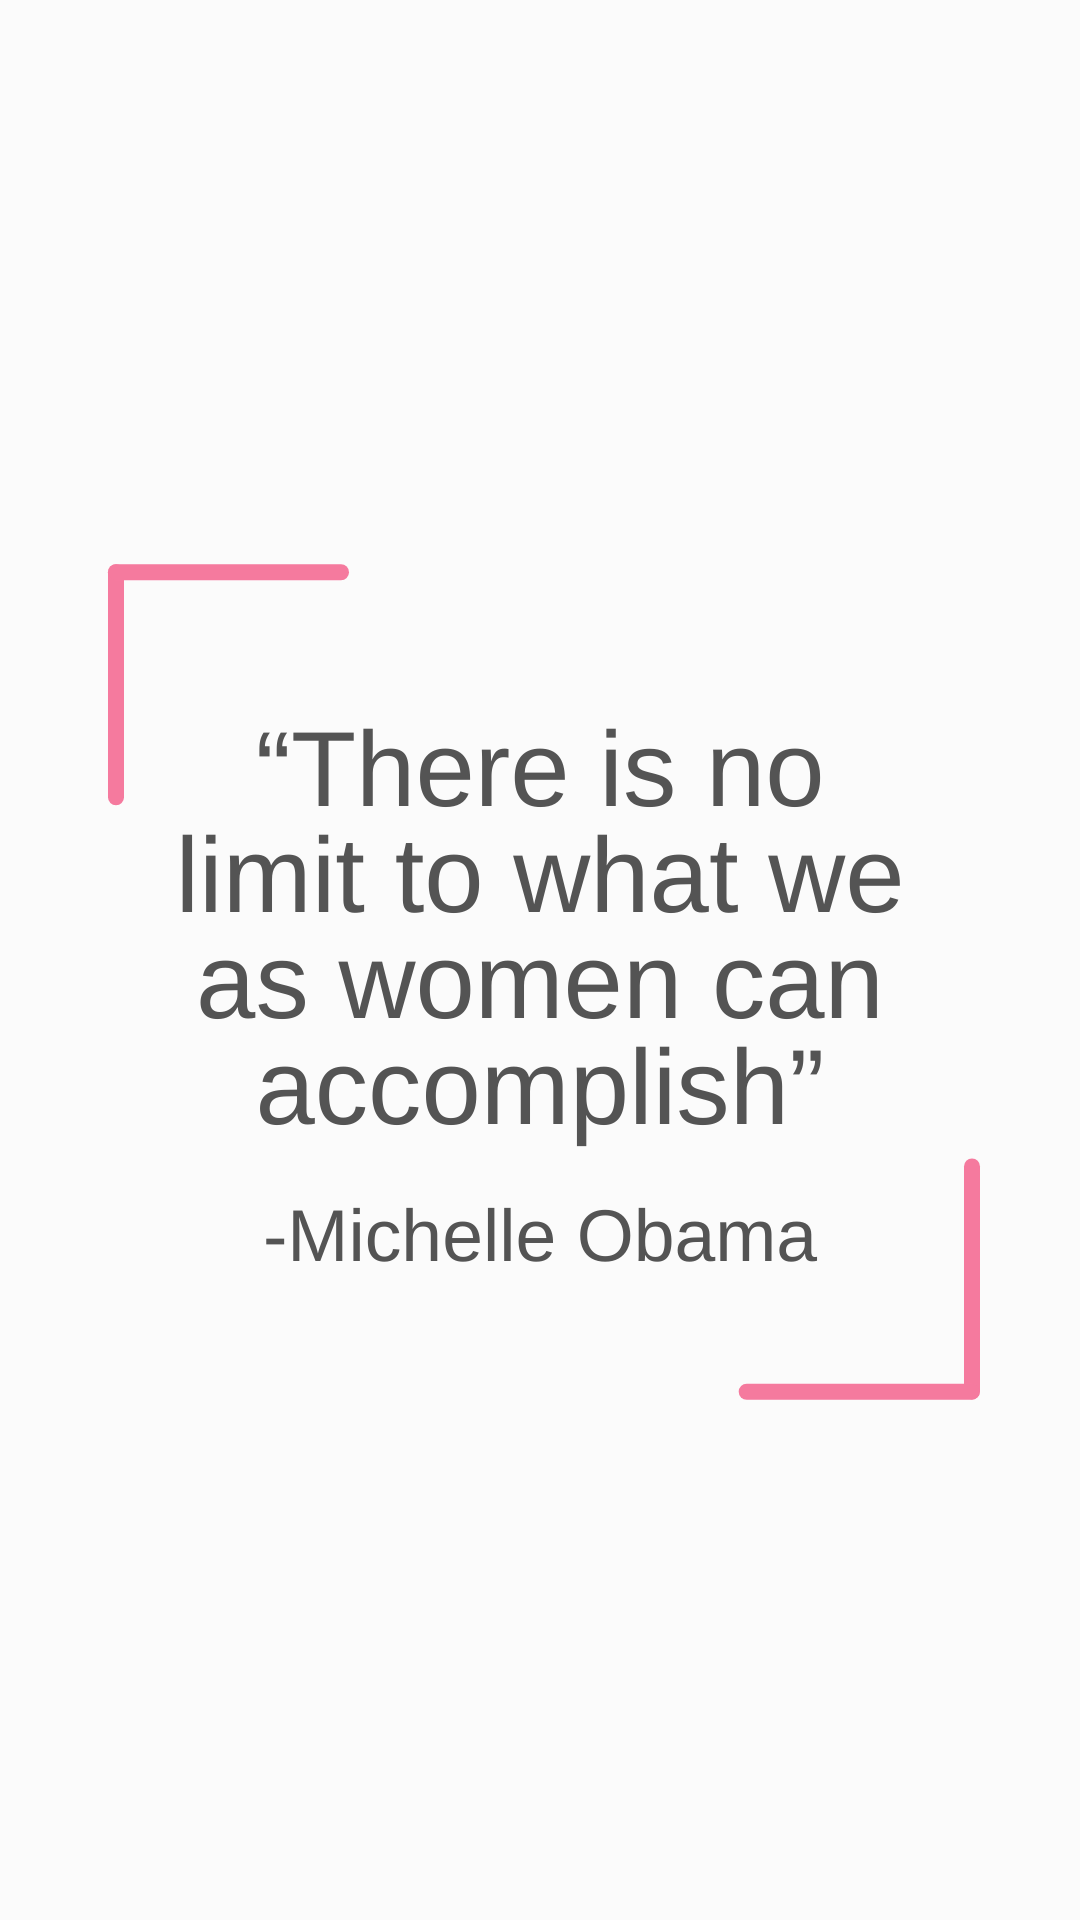 “There is no
limit to what we
as women can
accomplish”
-Michelle Obama